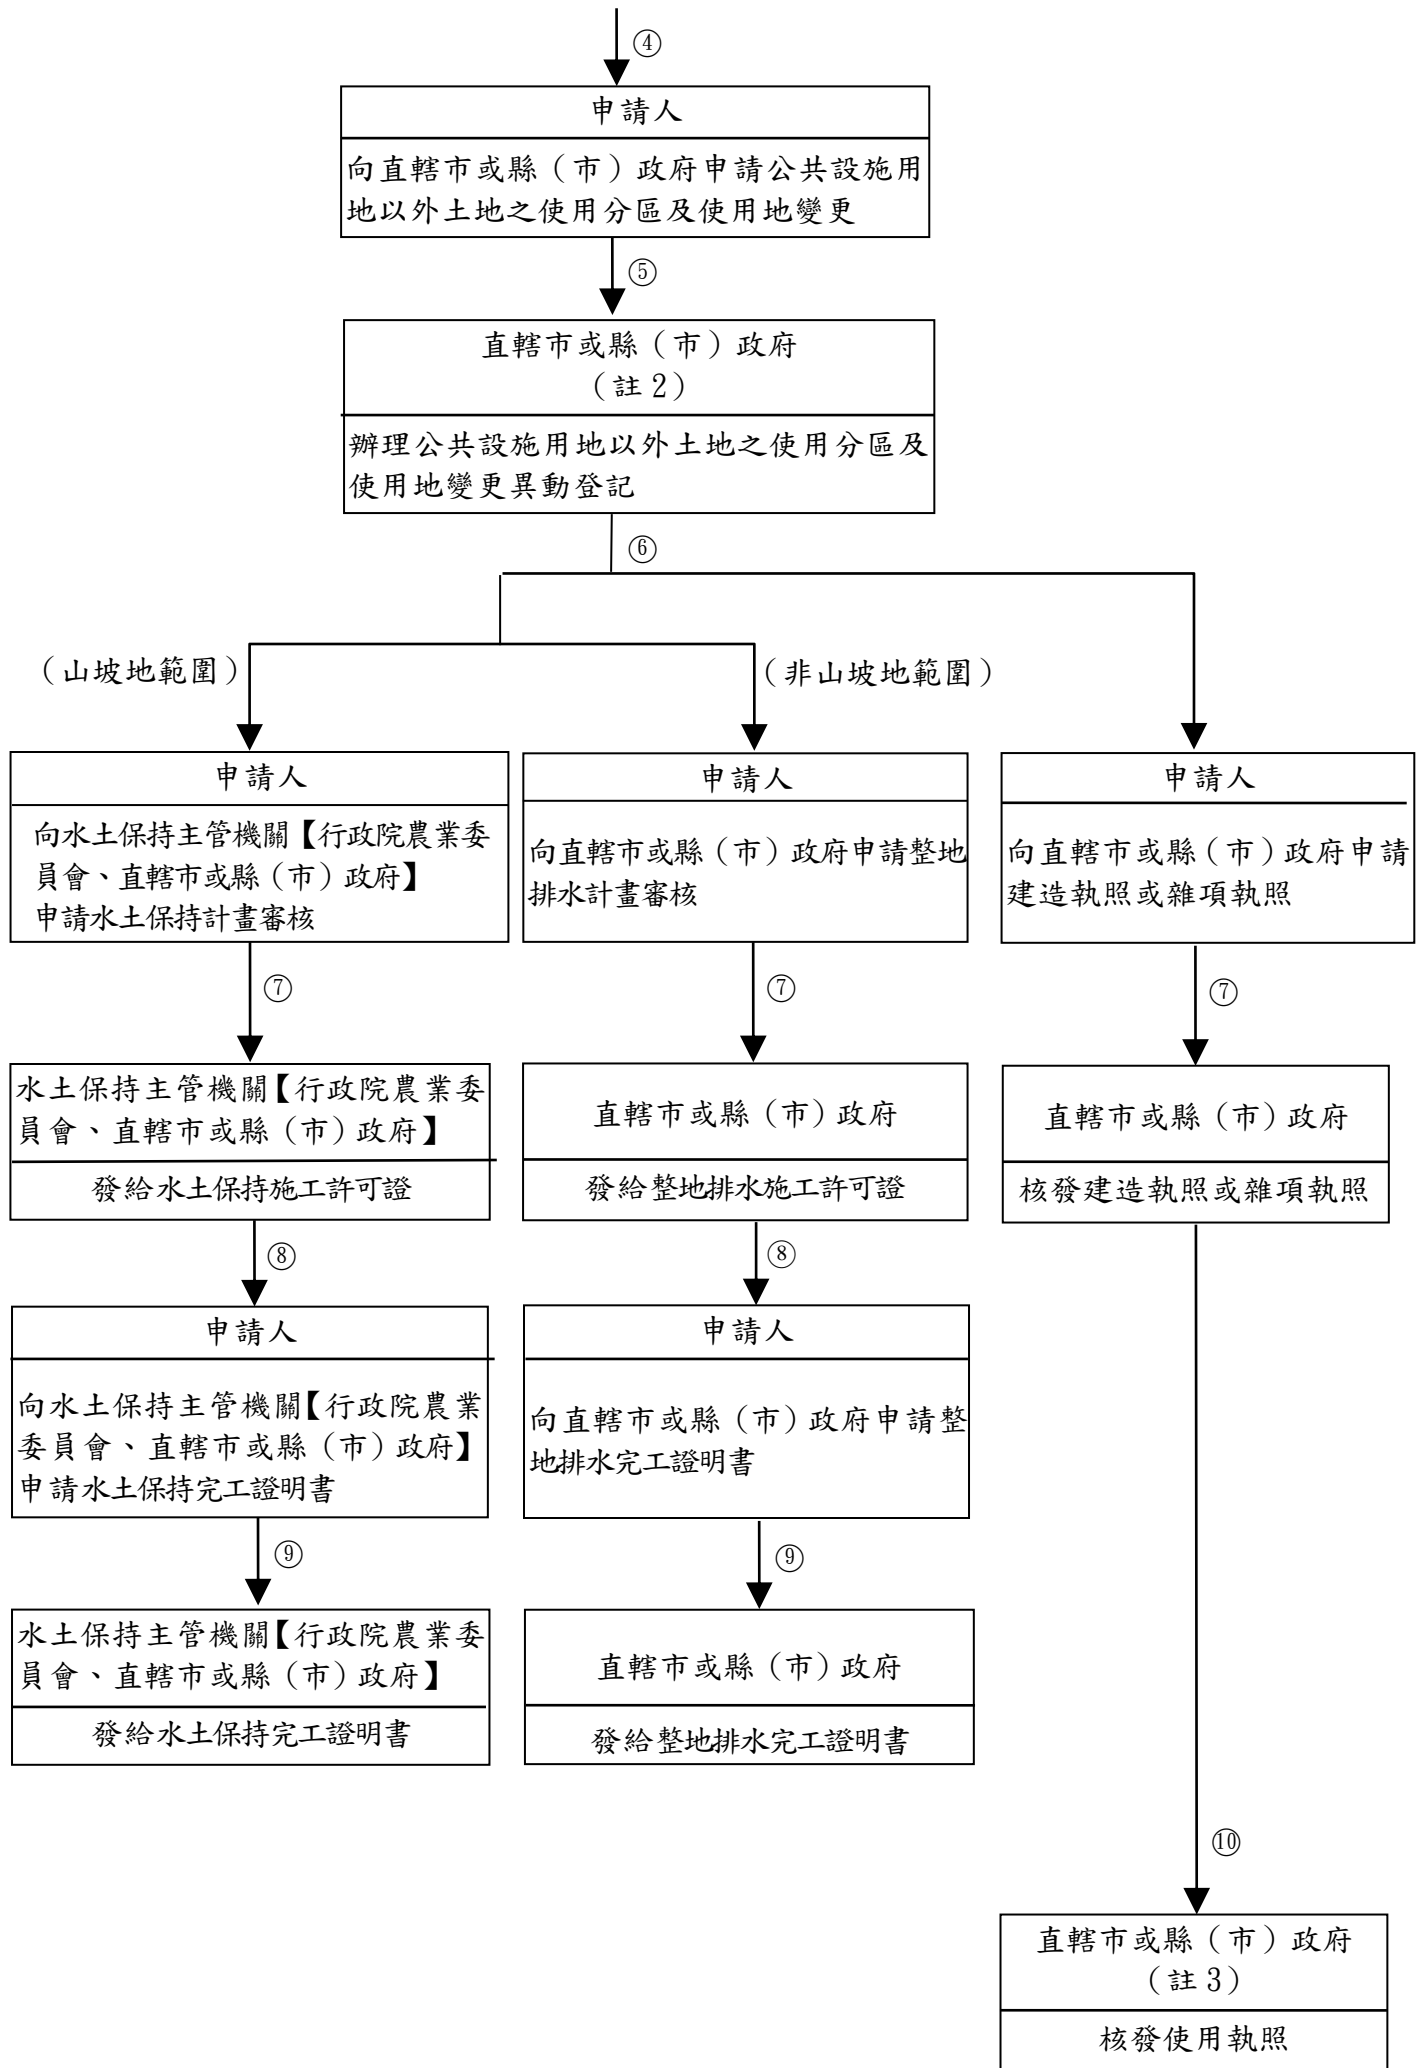 ④
申請人
向直轄市或縣（市）政府申請公共設施用
地以外土地之使用分區及使用地變更
⑤
直轄市或縣（市）政府
（註2）
辦理公共設施用地以外土地之使用分區及
使用地變更異動登記
⑥
（山坡地範圍）
（非山坡地範圍）
申請人
向水土保持主管機關【行政院農業委
員會、直轄市或縣（市）政府】
申請水土保持計畫審核
申請人
向直轄市或縣（市）政府申請整地
排水計畫審核
申請人
向直轄市或縣（市）政府申請
建造執照或雜項執照
⑦
⑦
⑦
水土保持主管機關【行政院農業委
員會、直轄市或縣（市）政府】
發給水土保持施工許可證
直轄市或縣（市）政府
發給整地排水施工許可證
直轄市或縣（市）政府
核發建造執照或雜項執照
⑧
⑧
申請人
向水土保持主管機關【行政院農業
委員會、直轄市或縣（市）政府】
申請水土保持完工證明書
申請人
向直轄市或縣（市）政府申請整
地排水完工證明書
⑨
⑨
水土保持主管機關【行政院農業委
員會、直轄市或縣（市）政府】
發給水土保持完工證明書
直轄市或縣（市）政府
發給整地排水完工證明書
⑩
直轄市或縣（市）政府
（註3）
核發使用執照